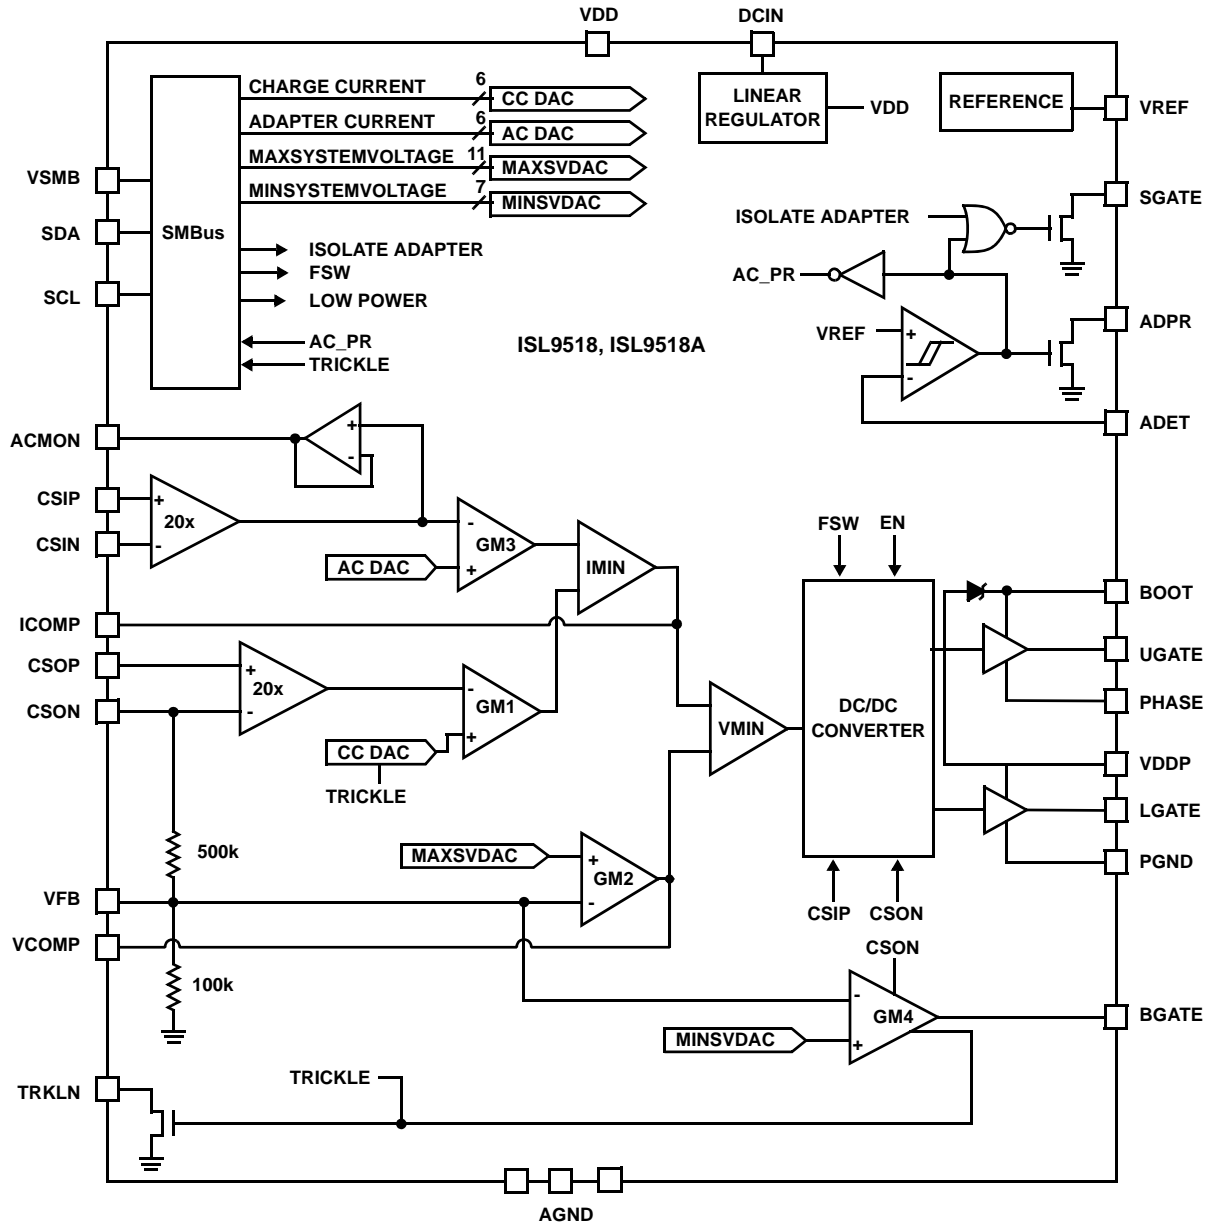 VDD
DCIN
CHARGE CURRENT
6
CC DAC
ADAPTER CURRENT
6
AC DAC
MAXSYSTEMVOLTAGE
11
MAXSVDAC
MINSYSTEMVOLTAGE
7
MINSVDAC
LINEAR
REGULATOR
VDD
REFERENCE
VREF
VSMB
SDA
SCL
SMBus
ISOLATE ADAPTER
FSW
LOW POWER
AC_PR
TRICKLE
ISL9518, ISL9518A
ISOLATE ADAPTER
SGATE
AC_PR
VREF
+
-
ADPR
ADET
ACMON
+
-
CSIP
CSIN
+
-
20x
-
+
GM3
AC DAC
IMIN
FSW
EN
ICOMP
CSOP
CSON
+
-
20x
-
+
GM1
CC DAC
TRICKLE
VMIN
DC/DC
CONVERTER
BOOT
UGATE
PHASE
VDDP
LGATE
PGND
500k
MAXSVDAC
+
-
GM2
VFB
VCOMP
CSIP
CSON
100k
CSON
-
+
GM4
MINSVDAC
BGATE
TRKLN
TRICKLE
AGND